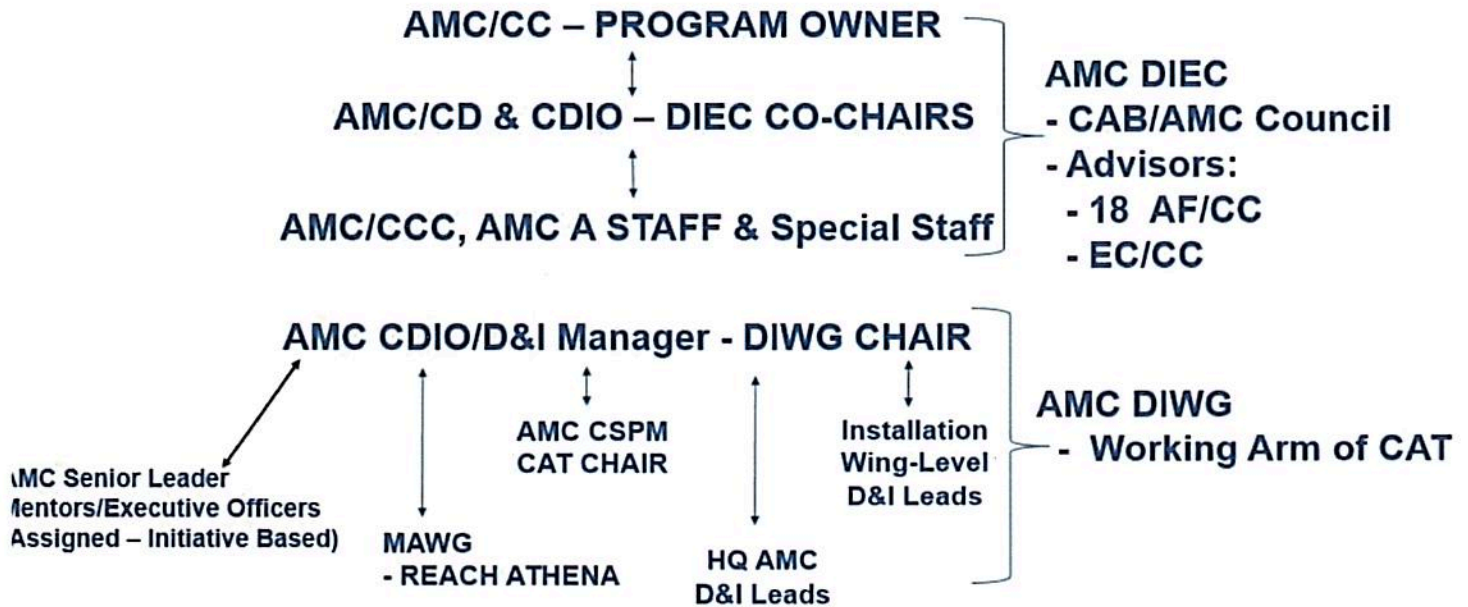 AMC/CC – PROGRAM OWNER
AMC/CD & CDIO – DIEC CO-CHAIRS
AMC/CCC, AMC A STAFF & Special Staff
AMC DIEC
- CAB/AMC Council
- Advisors:
- 18 AF/CC
- EC/CC
AMC CDIO/D&I Manager - DIWG CHAIR
AMC Senior Leader
Mentors/Executive Officers
Assigned – Initiative Based)
MAWG
- REACH ATHENA
AMC CSPM
CAT CHAIR
HQ AMC
D&I Leads
Installation
Wing-Level
D&I Leads
AMC DIWG
- Working Arm of CAT